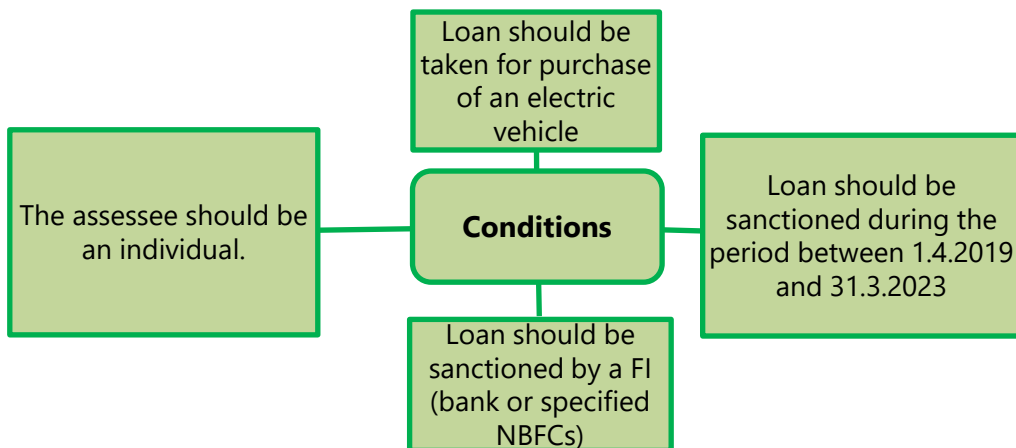 Loan should be
taken for purchase
of an electric
vehicle
The assessee should be
an individual.
Conditions
Loan should be
sanctioned during the
period between 1.4.2019
and 31.3.2023
Loan should be
sanctioned by a FI
(bank or specified
NBFCs)